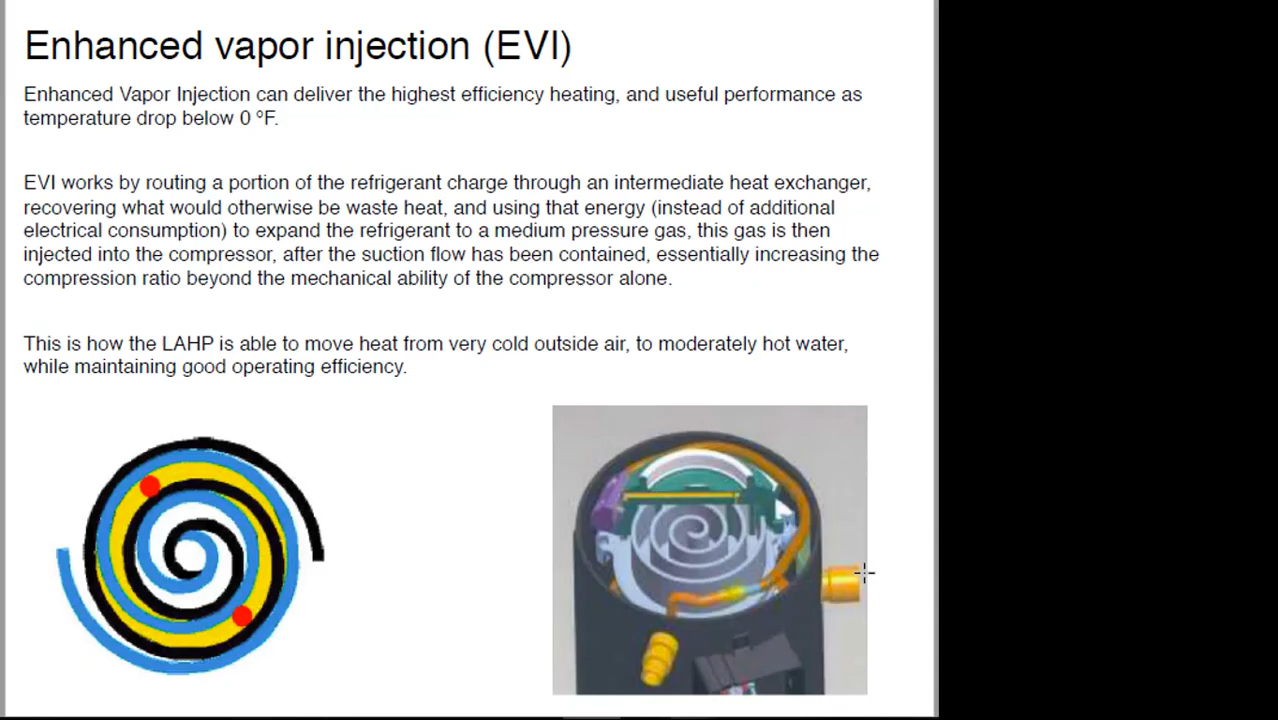 Enhanced vapor injection (EVI)
Enhanced Vapor Injection can deliver the highest efficiency heating, and useful performance as
temperature drop below 0 ºF.
EVI works by routing a portion of the refrigerant charge through an intermediate heat exchanger,
recovering what would otherwise be waste heat, and using that energy (instead of additional
electrical consumption) to expand the refrigerant to a medium pressure gas, this gas is then
injected into the compressor, after the suction flow has been contained, essentially increasing the
compression ratio beyond the mechanical ability of the compressor alone.
This is how the LAHP is able to move heat from very cold outside air, to moderately hot water,
while maintaining good operating efficiency.